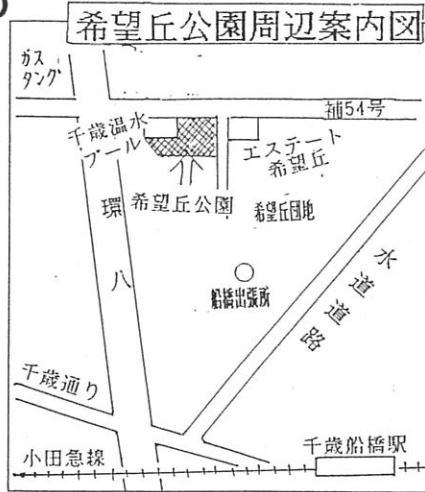 希望丘公園周辺案内図
ガス
タンク
補54号
千歳温水
プール
エステート
希望丘
希望丘公園
希望丘団地
環八
船橋出張所
水道道路
千歳通り
小田急線
千歳船橋駅